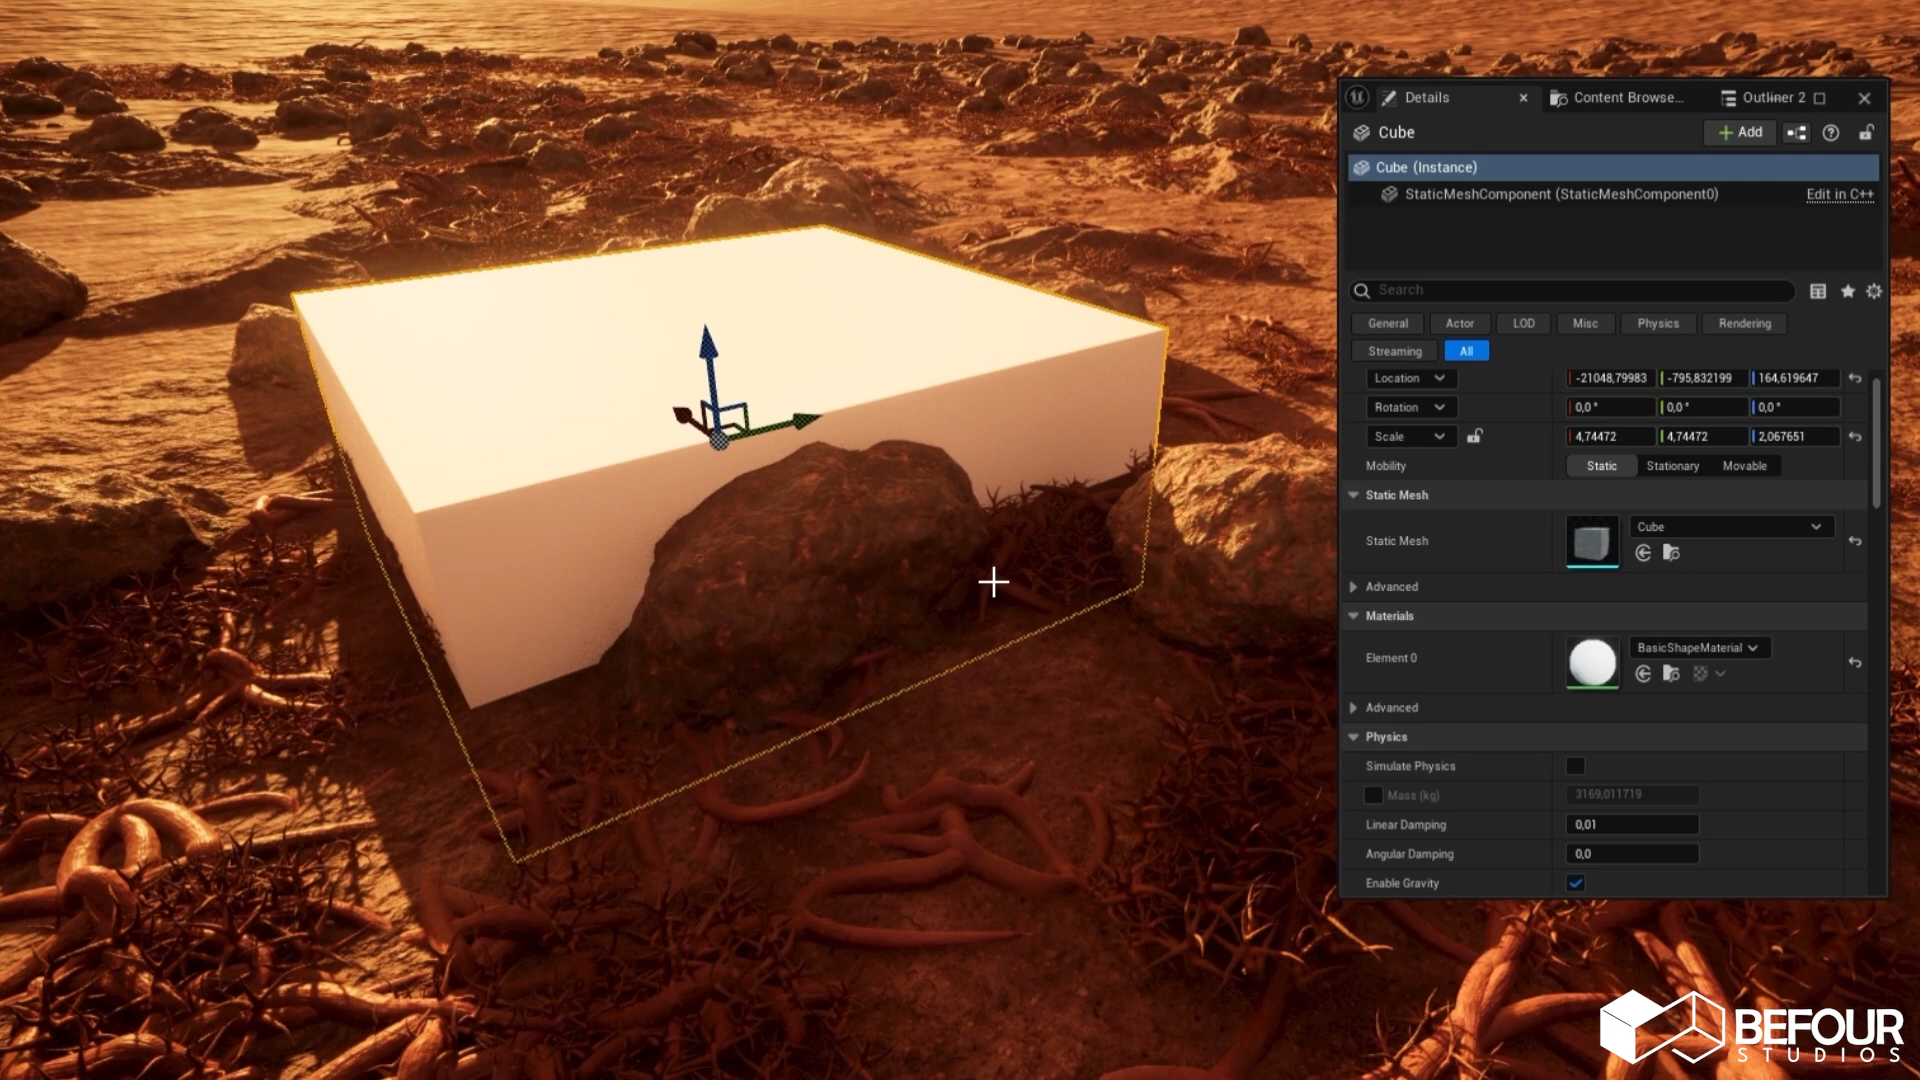 Details
Content Browse...
Outliner 2
Cube
Add
Cube (Instance)
StaticMeshComponent (StaticMeshComponent0)
Edit in C++
Search
General
Actor
LOD
Misc
Physics
Rendering
Streaming
All
Location
-21048,79983
-795,832199
164,619647
Rotation
0,0 °
0,0 °
0,0 °
Scale
4,74472
4,74472
2,067651
Mobility
Static
Stationary
Movable
Static Mesh
Static Mesh
Cube
Advanced
Materials
Element 0
BasicShapeMaterial
Advanced
Physics
Simulate Physics
Mass (kg)
3169,011719
Linear Damping
0,01
Angular Damping
0,0
Enable Gravity
BEFOUR
STUDIOS